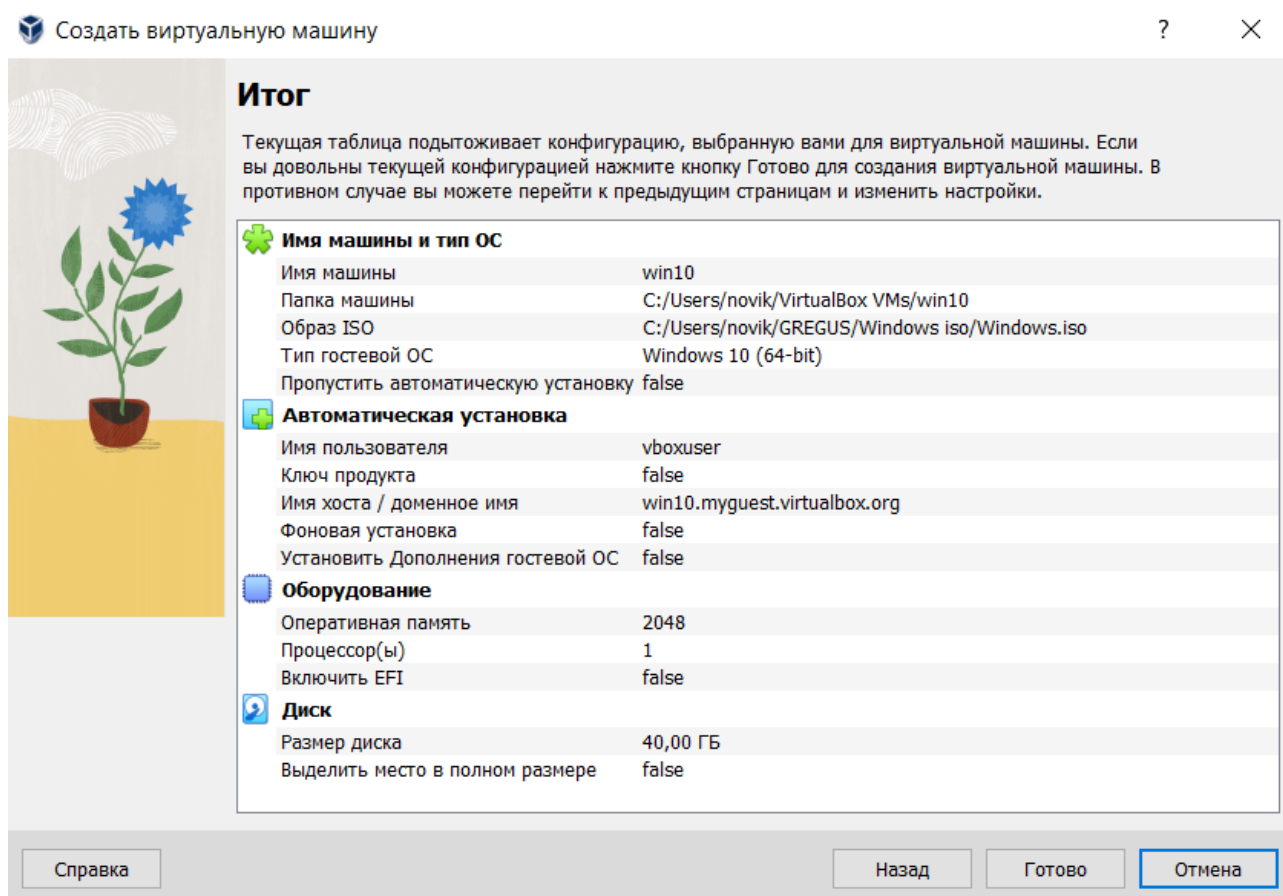 Создать виртуальную машину ?
Итог
Текущая таблица подытоживает конфигурацию, выбранную вами для виртуальной машины. Если
вы довольны текущей конфигурацией нажмите кнопку Готово для создания виртуальной машины. В
противном случае вы можете перейти к предыдущим страницам и изменить настройки.
Имя машины и тип ОС
Имя машины win10
Папка машины C:/Users/novik/VirtualBox VMs/win10
Образ ISO C:/Users/novik/GREGUS/Windows iso/Windows.iso
Тип гостевой ОС Windows 10 (64-bit)
Пропустить автоматическую установку false
Автоматическая установка
Имя пользователя vboxuser
Ключ продукта false
Имя хоста / доменное имя win10.myguest.virtualbox.org
Фоновая установка false
Установить Дополнения гостевой ОС false
Оборудование
Оперативная память 2048
Процессор(ы) 1
Включить EFI false
Диск
Размер диска 40,00 ГБ
Выделить место в полном размере false
Справка Назад Готово Отмена